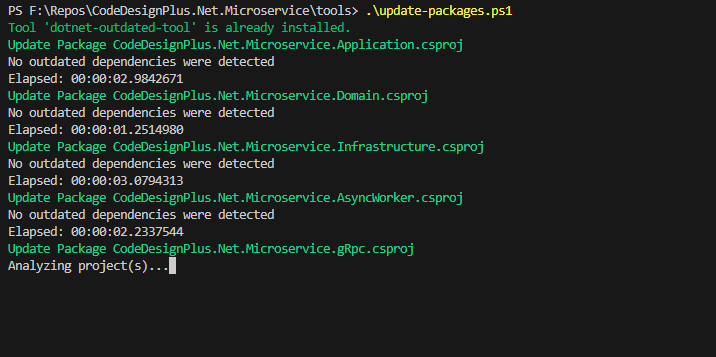 PS F:\Repos\CodeDesignPlus.Net.Microservice\tools> .\update-packages.ps1
Tool 'dotnet-outdated-tool' is already installed.
Update Package CodeDesignPlus.Net.Microservice.Application.csproj
No outdated dependencies were detected
Elapsed: 00:00:02.9842671
Update Package CodeDesignPlus.Net.Microservice.Domain.csproj
No outdated dependencies were detected
Elapsed: 00:00:01.2514980
Update Package CodeDesignPlus.Net.Microservice.Infrastructure.csproj
No outdated dependencies were detected
Elapsed: 00:00:03.0794313
Update Package CodeDesignPlus.Net.Microservice.AsyncWorker.csproj
No outdated dependencies were detected
Elapsed: 00:00:02.2337544
Update Package CodeDesignPlus.Net.Microservice.gRpc.csproj
Analyzing project(s)...